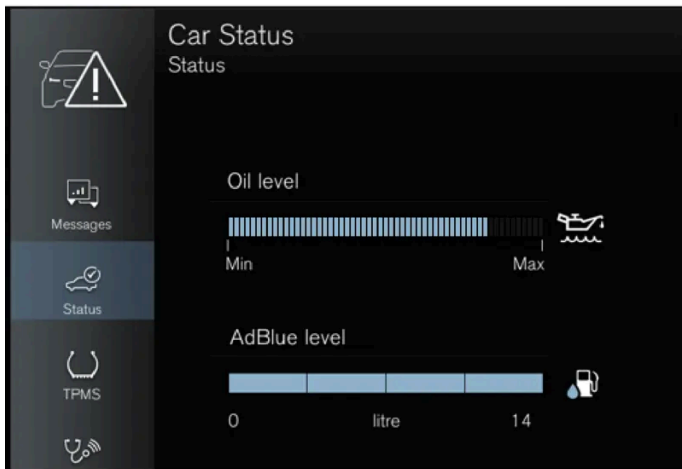 Car Status
Status
Messages
Status
TPMS
Oil level
Min Max
AdBlue level
0 litre 14